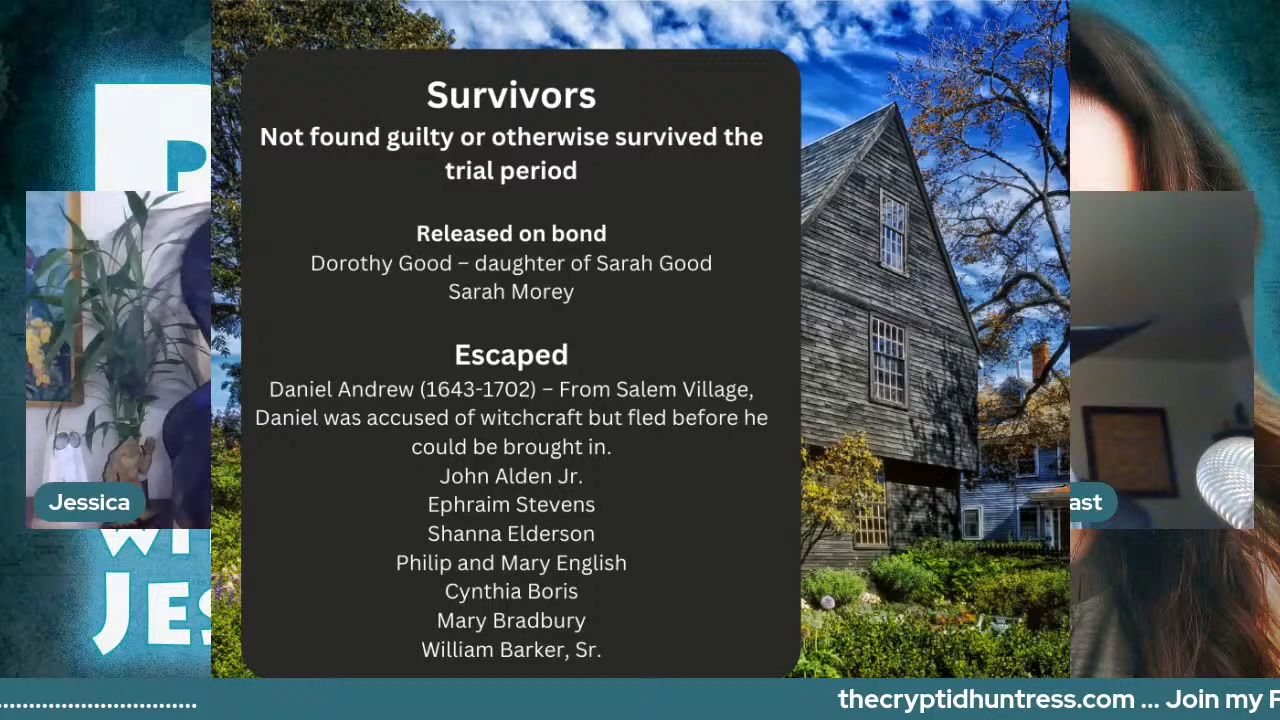 Survivors
Not found guilty or otherwise survived the
trial period
Released on bond
Dorothy Good – daughter of Sarah Good
Sarah Morey
Escaped
Daniel Andrew (1643-1702) – From Salem Village,
Daniel was accused of witchcraft but fled before he
could be brought in.
John Alden Jr.
Ephraim Stevens
Shanna Elderson
Philip and Mary English
Cynthia Boris
Mary Bradbury
William Barker, Sr.
P
Jessica
ast
WI
JES
thecryptidhuntress.com ... Join my